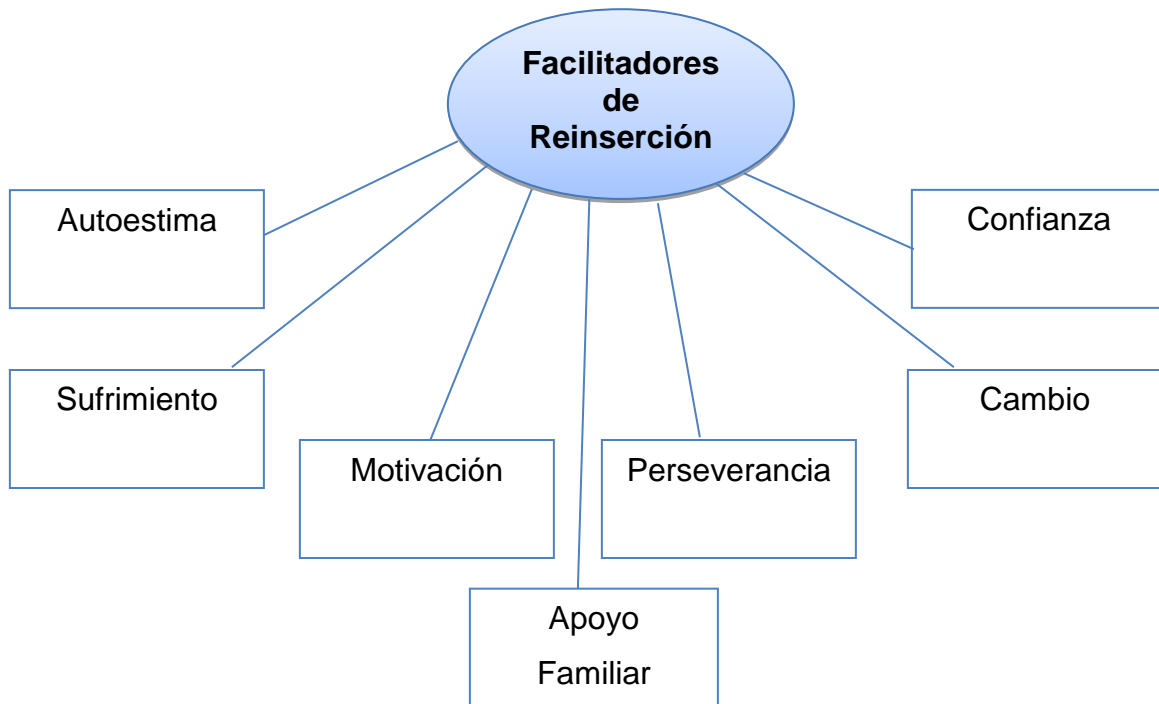 Facilitadores
de
Reinserción
Autoestima
Confianza
Sufrimiento
Cambio
Motivación
Perseverancia
Apoyo
Familiar